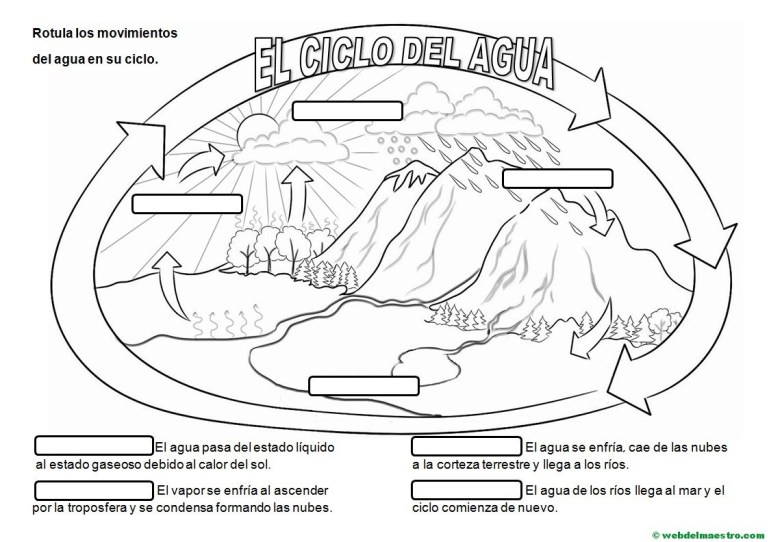 Rotula los movimientos
del agua en su ciclo.
EL CICLO DEL AGUA
El agua pasa del estado líquido
al estado gaseoso debido al calor del sol.
El agua se enfría, cae de las nubes
a la corteza terrestre y llega a los ríos.
El vapor se enfría al ascender
por la troposfera y se condensa formando las nubes.
El agua de los ríos llega al mar y el
ciclo comienza de nuevo.
© webdelmaestro.com